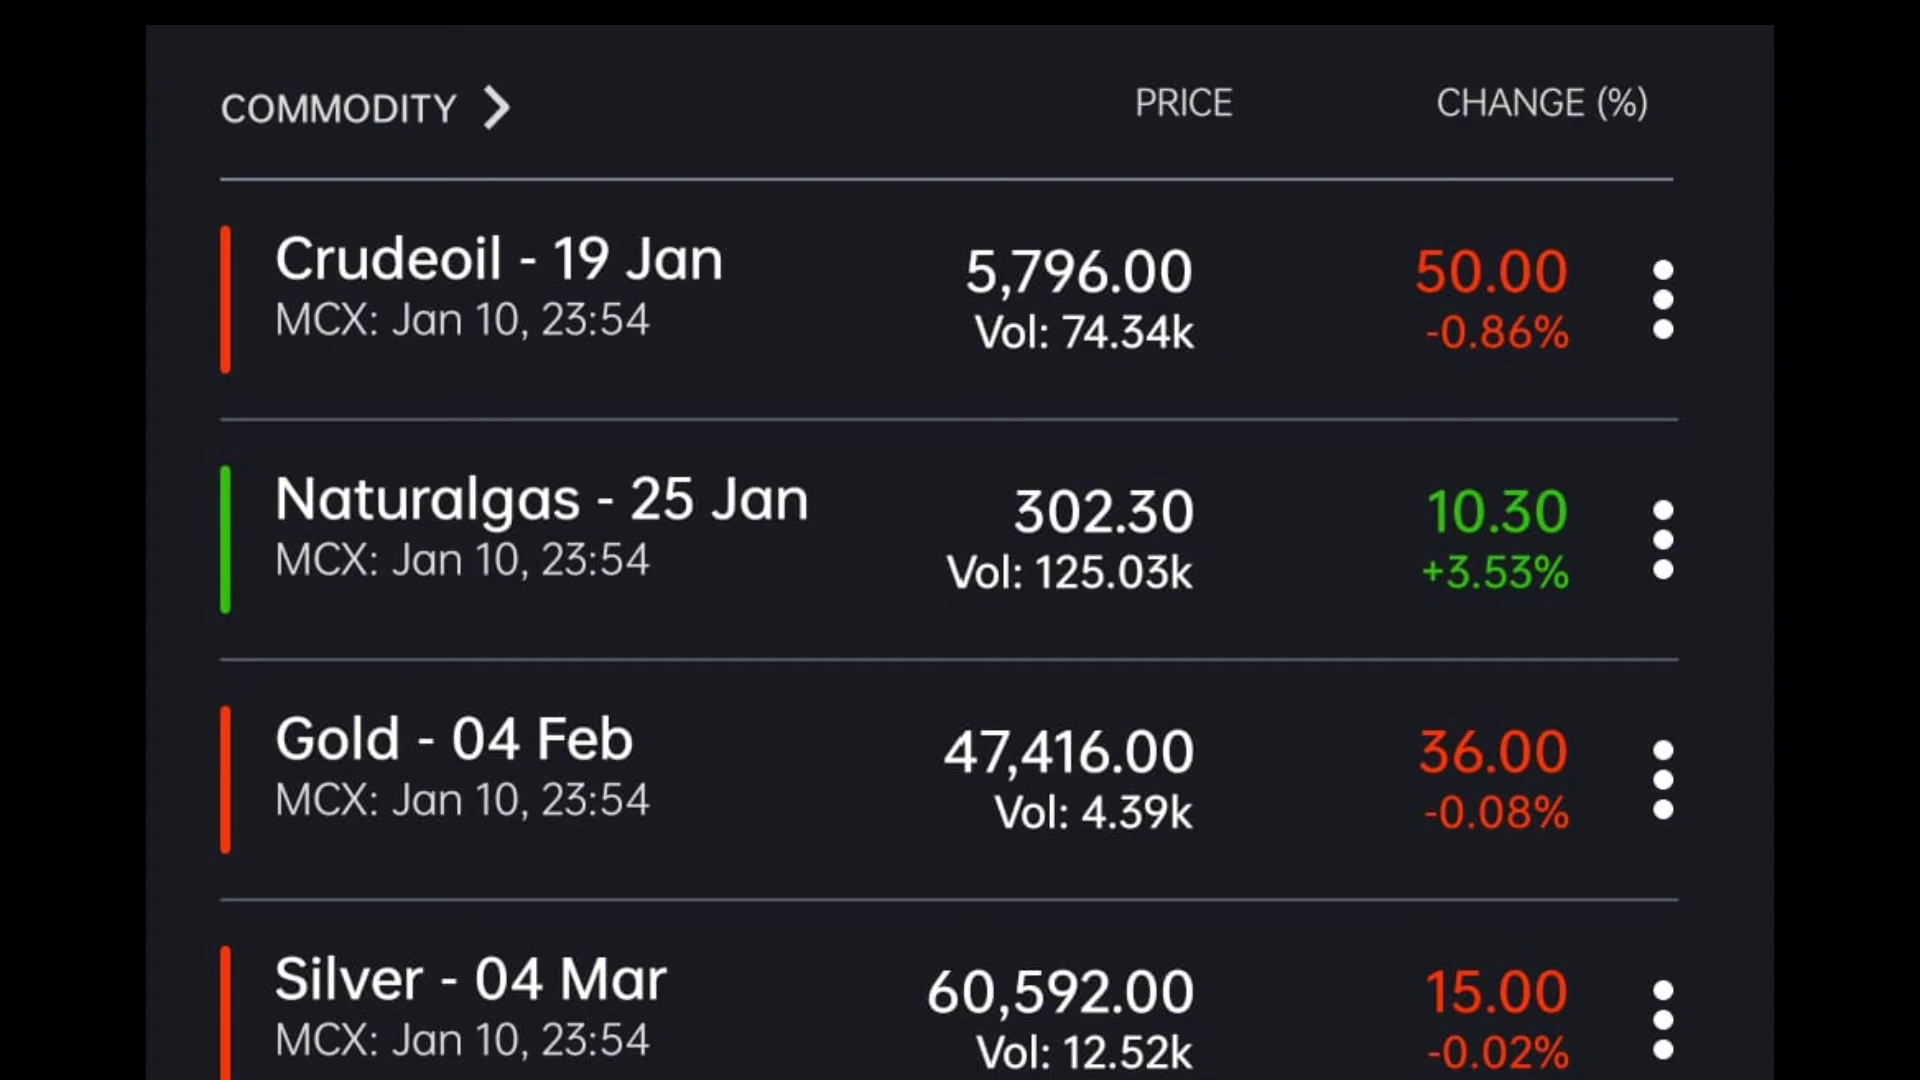 COMMODITY PRICE CHANGE (%)
Crudeoil - 19 Jan 5,796.00 50.00
MCX: Jan 10, 23:54 Vol: 74.34k -0.86%
Naturalgas - 25 Jan 302.30 10.30
MCX: Jan 10, 23:54 Vol: 125.03k +3.53%
Gold - 04 Feb 47,416.00 36.00
MCX: Jan 10, 23:54 Vol: 4.39k -0.08%
Silver - 04 Mar 60,592.00 15.00
MCX: Jan 10, 23:54 Vol: 12.52k -0.02%